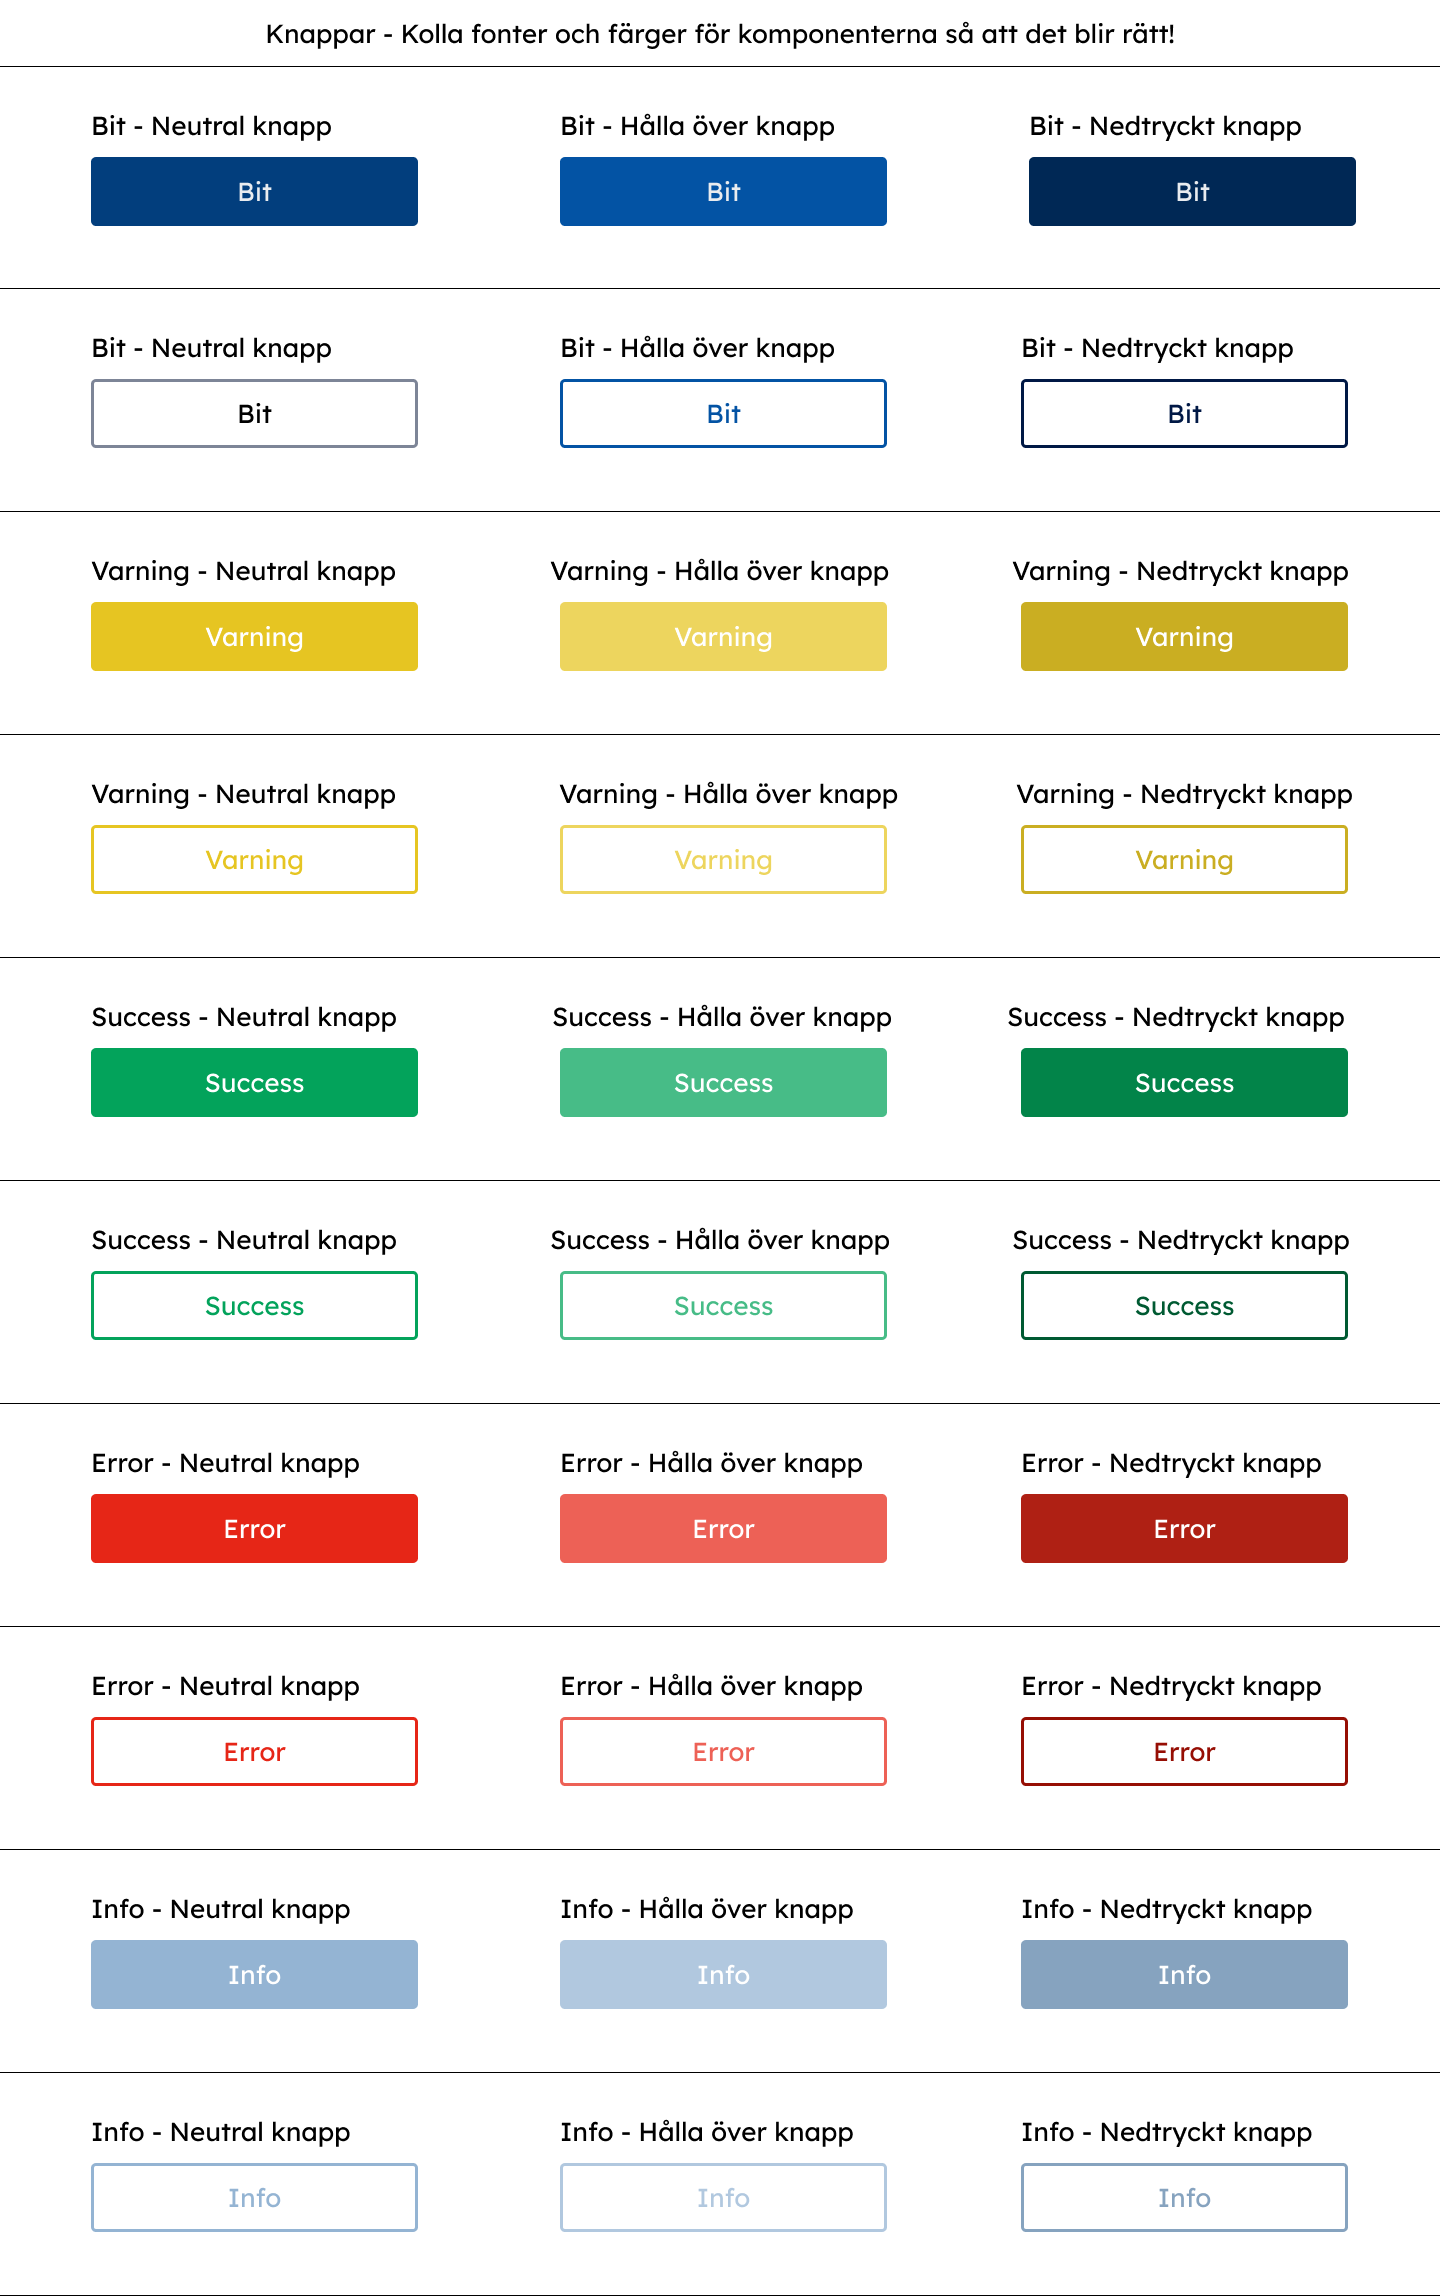 Knappar - Kolla fonter och färger för komponenterna så att det blir rätt!
Bit - Neutral knapp
Bit - Hålla över knapp
Bit - Nedtryckt knapp
Bit
Bit
Bit
Bit - Neutral knapp
Bit - Hålla över knapp
Bit - Nedtryckt knapp
Bit
Bit
Bit
Varning - Neutral knapp
Varning - Hålla över knapp
Varning - Nedtryckt knapp
Varning
Varning
Varning
Varning - Neutral knapp
Varning - Hålla över knapp
Varning - Nedtryckt knapp
Varning
Varning
Varning
Success - Neutral knapp
Success - Hålla över knapp
Success - Nedtryckt knapp
Success
Success
Success
Success - Neutral knapp
Success - Hålla över knapp
Success - Nedtryckt knapp
Success
Success
Success
Error - Neutral knapp
Error - Hålla över knapp
Error - Nedtryckt knapp
Error
Error
Error
Error - Neutral knapp
Error - Hålla över knapp
Error - Nedtryckt knapp
Error
Error
Error
Info - Neutral knapp
Info - Hålla över knapp
Info - Nedtryckt knapp
Info
Info
Info
Info - Neutral knapp
Info - Hålla över knapp
Info - Nedtryckt knapp
Info
Info
Info